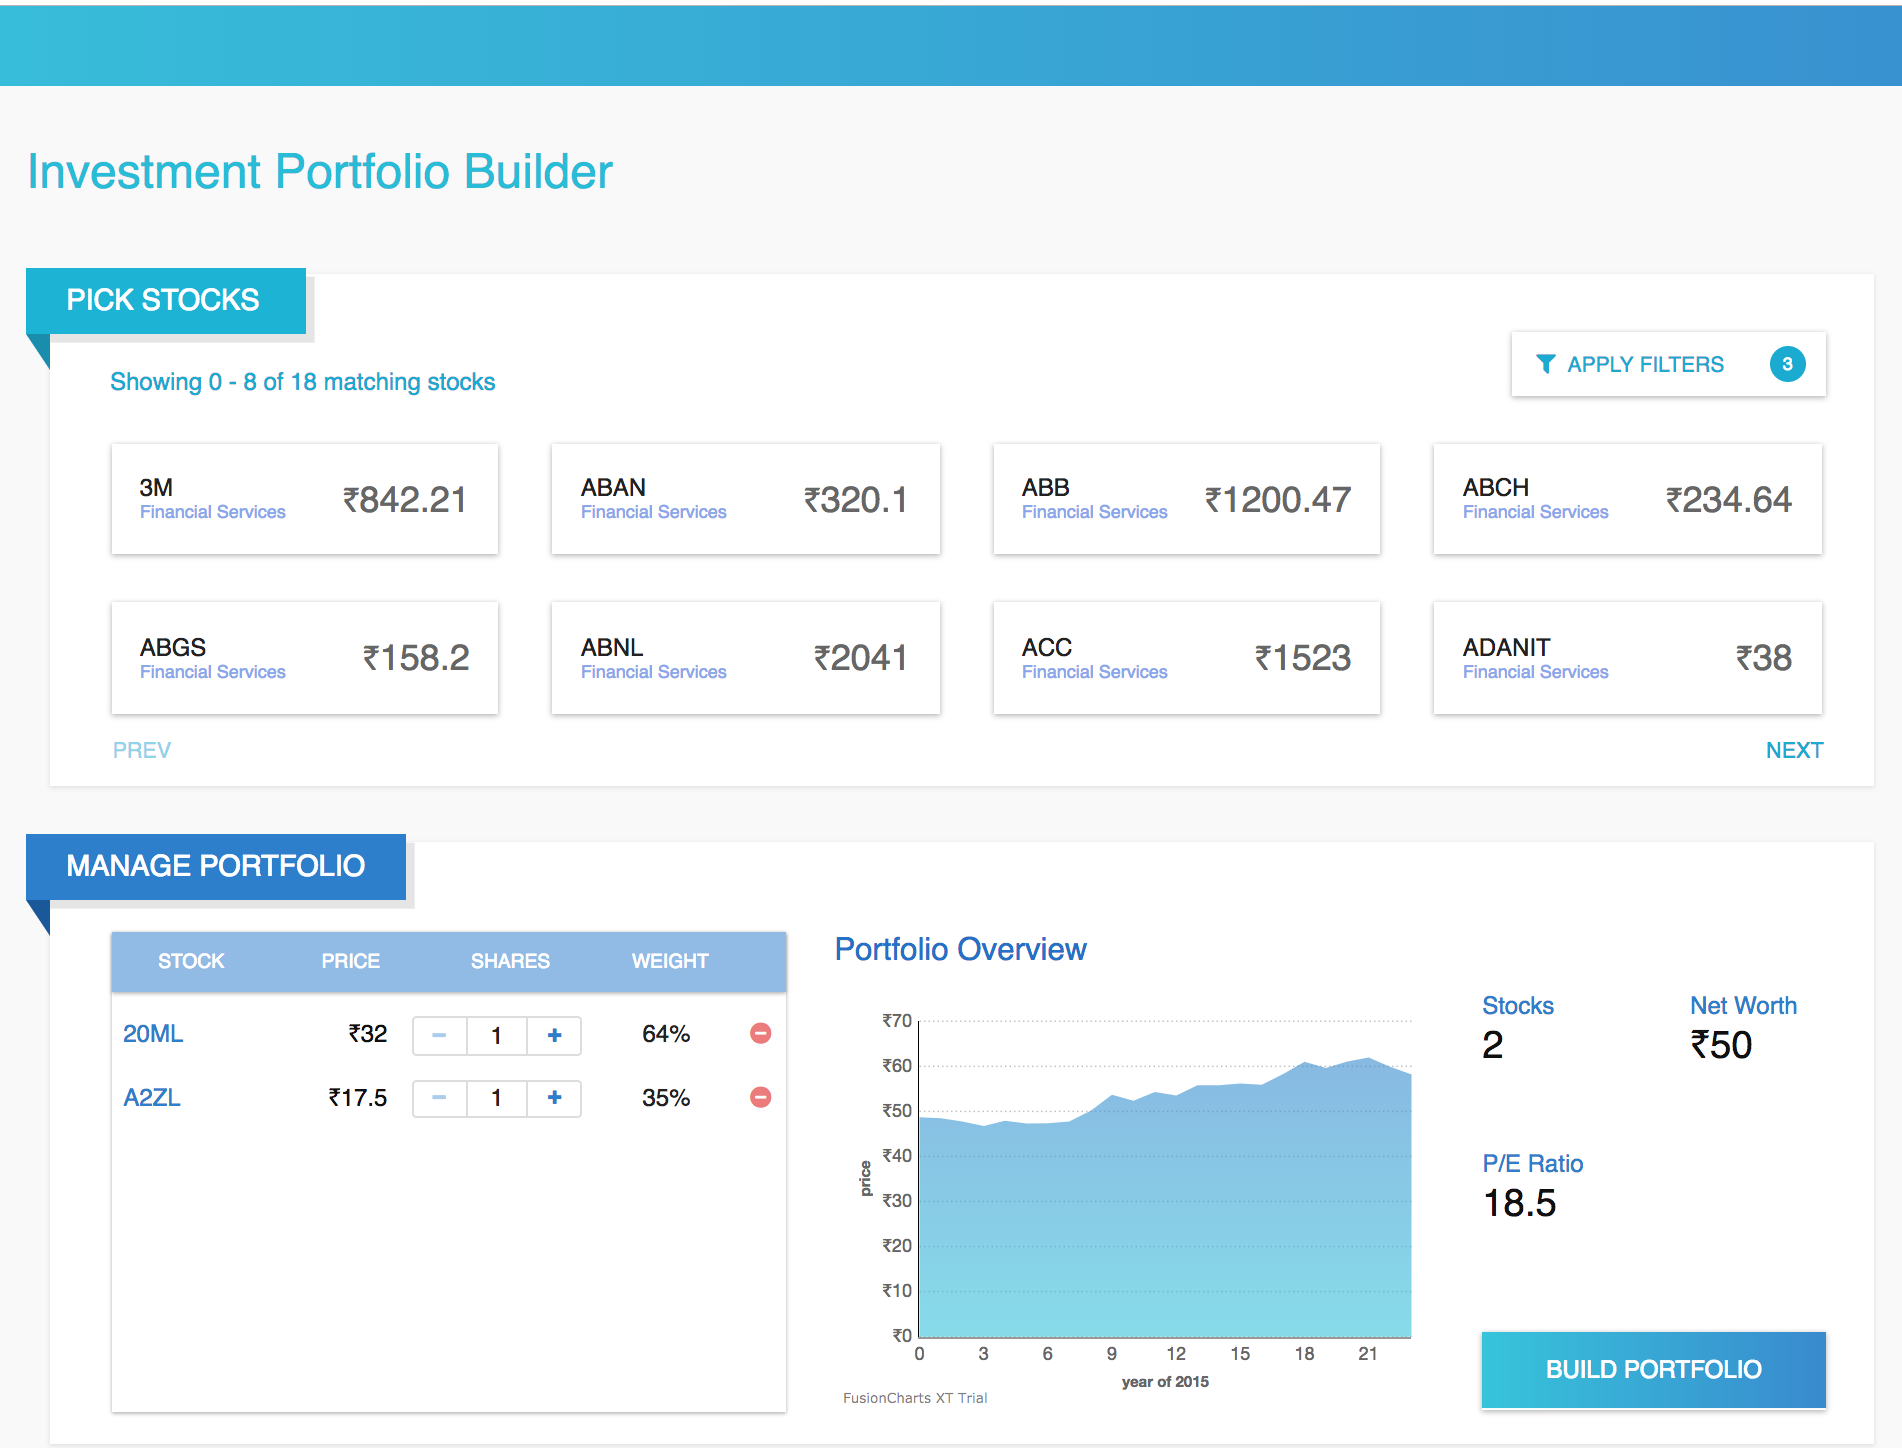 Investment Portfolio Builder
PICK STOCKS
Showing 0 - 8 of 18 matching stocks
APPLY FILTERS 3
3M
Financial Services
₹842.21
ABAN
Financial Services
₹320.1
ABB
Financial Services
₹1200.47
ABCH
Financial Services
₹234.64
ABGS
Financial Services
₹158.2
ABNL
Financial Services
₹2041
ACC
Financial Services
₹1523
ADANIT
Financial Services
₹38
PREV
NEXT
MANAGE PORTFOLIO
STOCK PRICE SHARES WEIGHT
20ML ₹32 − 1 + 64%
A2ZL ₹17.5 − 1 + 35%
Portfolio Overview
₹70
₹60
₹50
₹40
₹30
₹20
₹10
₹0
price
0 3 6 9 12 15 18 21
year of 2015
FusionCharts XT Trial
Stocks
2
Net Worth
₹50
P/E Ratio
18.5
BUILD PORTFOLIO